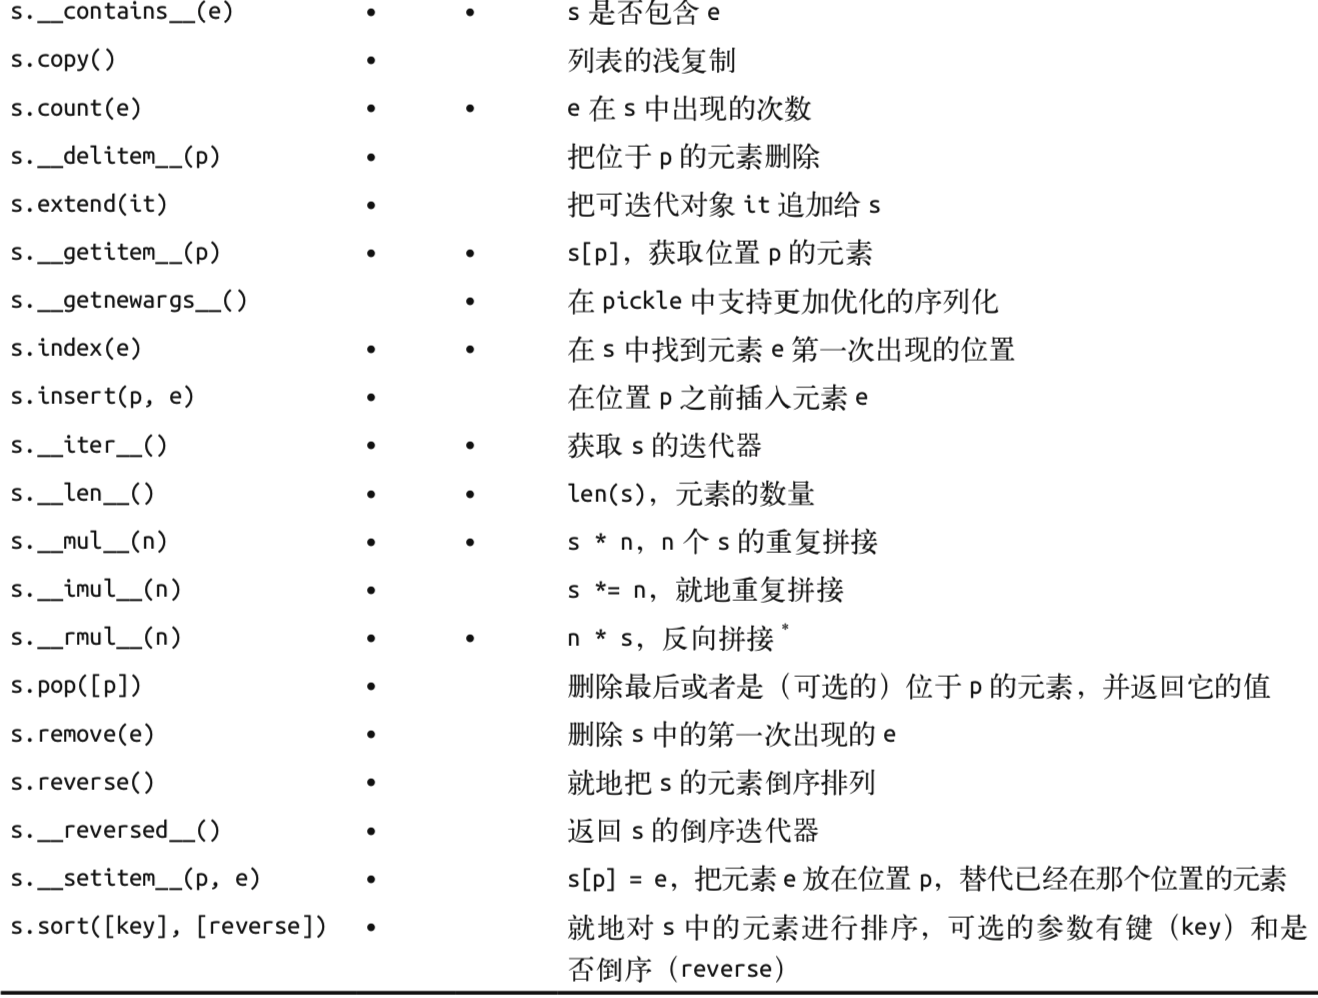 s.__contains__(e) • • s 是否包含 e
s.copy() • 列表的浅复制
s.count(e) • • e 在 s 中出现的次数
s.__delitem__(p) • 把位于 p 的元素删除
s.extend(it) • 把可迭代对象 it 追加给 s
s.__getitem__(p) • • s[p]，获取位置 p 的元素
s.__getnewargs__() • 在 pickle 中支持更加优化的序列化
s.index(e) • • 在 s 中找到元素 e 第一次出现的位置
s.insert(p, e) • 在位置 p 之前插入元素 e
s.__iter__() • • 获取 s 的迭代器
s.__len__() • • len(s)，元素的数量
s.__mul__(n) • • s * n，n 个 s 的重复拼接
s.__imul__(n) • s *= n，就地重复拼接
s.__rmul__(n) • • n * s，反向拼接 *
s.pop([p]) • 删除最后或者是（可选的）位于 p 的元素，并返回它的值
s.remove(e) • 删除 s 中的第一次出现的 e
s.reverse() • 就地把 s 的元素倒序排列
s.__reversed__() • 返回 s 的倒序迭代器
s.__setitem__(p, e) • s[p] = e，把元素 e 放在位置 p，替代已经在那个位置的元素
s.sort([key], [reverse]) • 就地对 s 中的元素进行排序，可选的参数有键（key）和是
否倒序（reverse）